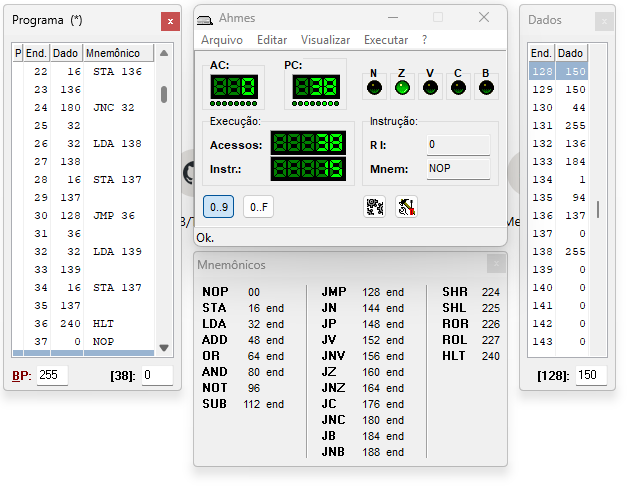 Programa (*)
P End. Dado Mnemônico
22 16 STA 136
23 136
24 180 JNC 32
25 32
26 32 LDA 138
27 138
28 16 STA 137
29 137
30 128 JMP 36
31 36
32 32 LDA 139
33 139
34 16 STA 137
35 137
36 240 HLT
37 0 NOP
BP: 255 [38]: 0
Ahmes
Arquivo Editar Visualizar Executar ?
AC: PC: N Z V C B
0 38
Execução: Instrução:
Acessos: 38 R I: 0
Instr.: 15 Mnem: NOP
0..9 0..F
Ok.
Mnemônicos
NOP 00 JMP 128 end SHR 224
STA 16 end JN 144 end SHL 225
LDA 32 end JP 148 end ROR 226
ADD 48 end JV 152 end ROL 227
OR 64 end JNV 156 end HLT 240
AND 80 end JZ 160 end
NOT 96 JNZ 164 end
SUB 112 end JC 176 end
JNC 180 end
JB 184 end
JNB 188 end
Dados
End. Dado
128 150
129 150
130 44
131 255
132 136
133 184
134 1
135 94
136 137
137 0
138 255
139 0
140 0
141 0
142 0
143 0
[128]: 150